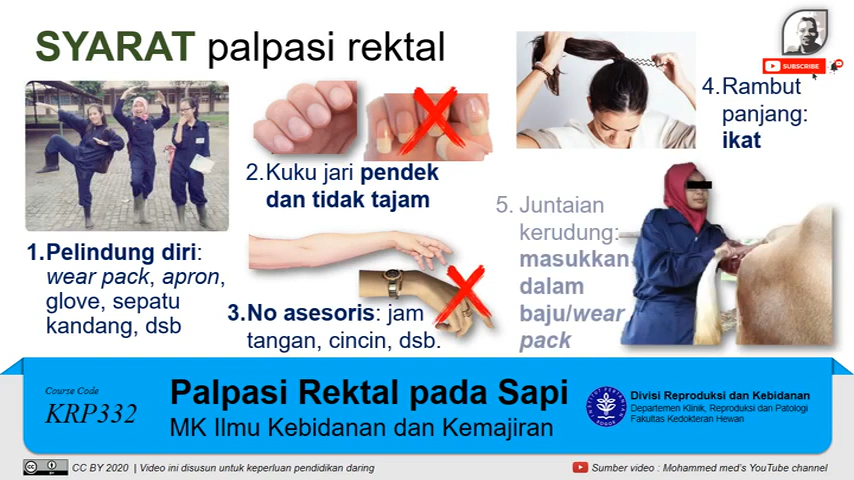 SYARAT palpasi rektal
SUBSCRIBE
1.Pelindung diri:
wear pack, apron,
glove, sepatu
kandang, dsb
2.Kuku jari pendek
dan tidak tajam
3.No asesoris: jam
tangan, cincin, dsb.
4.Rambut
panjang:
ikat
5. Juntaian
kerudung:
masukkan
dalam
baju/wear
pack
Course Code
KRP332
Palpasi Rektal pada Sapi
MK Ilmu Kebidanan dan Kemajiran
INSTITUT PERTANIAN
BOGOR
Divisi Reproduksi dan Kebidanan
Departemen Klinik, Reproduksi dan Patologi
Fakultas Kedokteran Hewan
CC BY 2020 | Video ini disusun untuk keperluan pendidikan daring
Sumber video : Mohammed med's YouTube channel